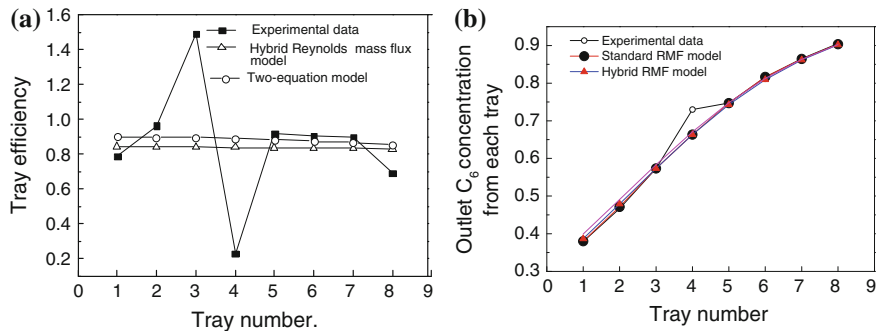 (a)
1.6
1.4
1.2
1.0
0.8
0.6
0.4
0.2
Tray efficiency
Experimental data
Hybrid Reynolds mass flux
model
Two-equation model
0 1 2 3 4 5 6 7 8 9
Tray number.
(b)
0.9
0.8
0.7
0.6
0.5
0.4
0.3
Outlet C6 concentration
from each tray
Experimental data
Standard RMF model
Hybrid RMF model
0 1 2 3 4 5 6 7 8 9
Tray number